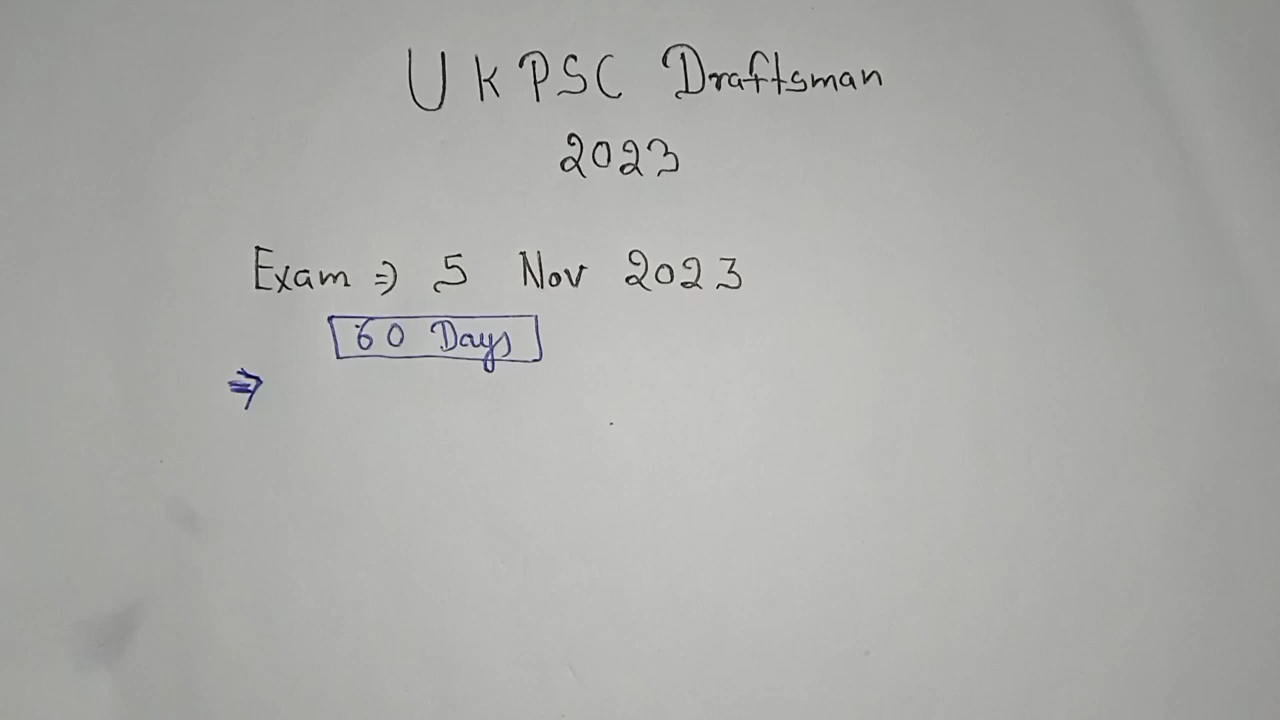 UKPSC Draftsman
2023
Exam ⇒ 5 Nov 2023
60 Days
⇒